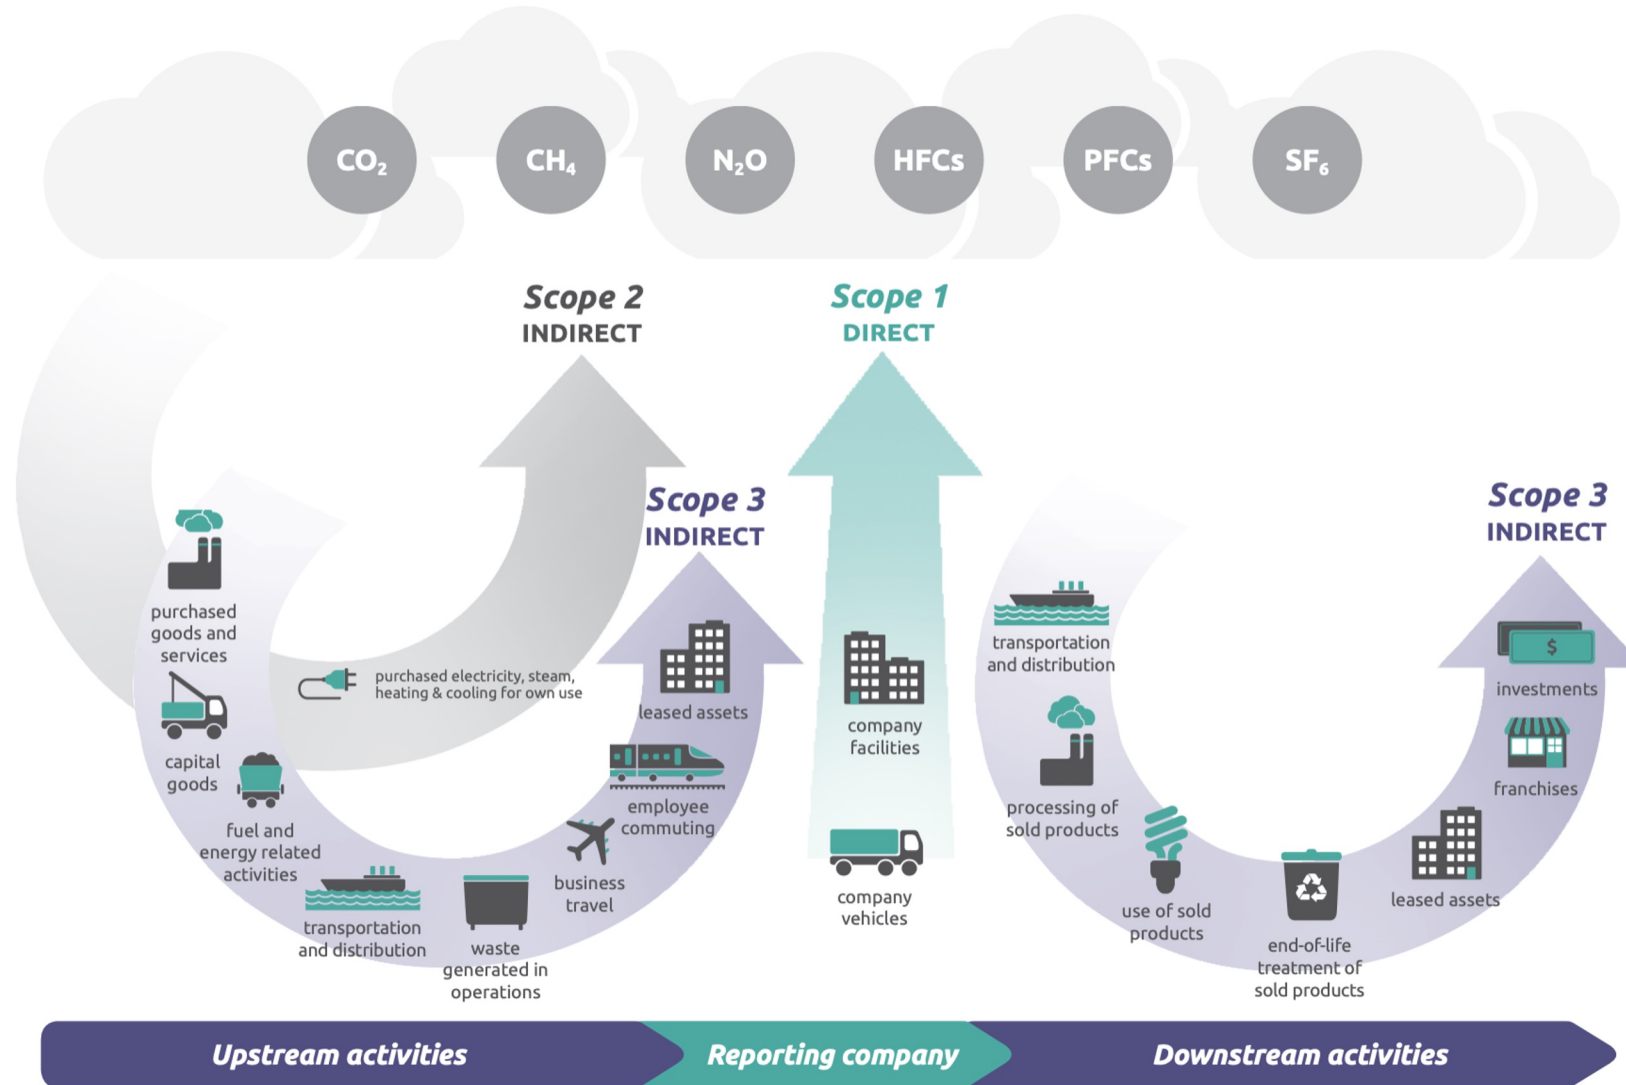 CO₂
CH₄
N₂O
HFCs
PFCs
SF₆
Scope 2
INDIRECT
Scope 1
DIRECT
Scope 3
INDIRECT
Scope 3
INDIRECT
purchased
goods and
services
capital
goods
fuel and
energy related
activities
transportation
and distribution
waste
generated in
operations
business
travel
employee
commuting
leased assets
purchased electricity, steam,
heating & cooling for own use
company
facilities
company
vehicles
transportation
and distribution
processing of
sold products
use of sold
products
end-of-life
treatment of
sold products
leased assets
franchises
investments
$
Upstream activities
Reporting company
Downstream activities